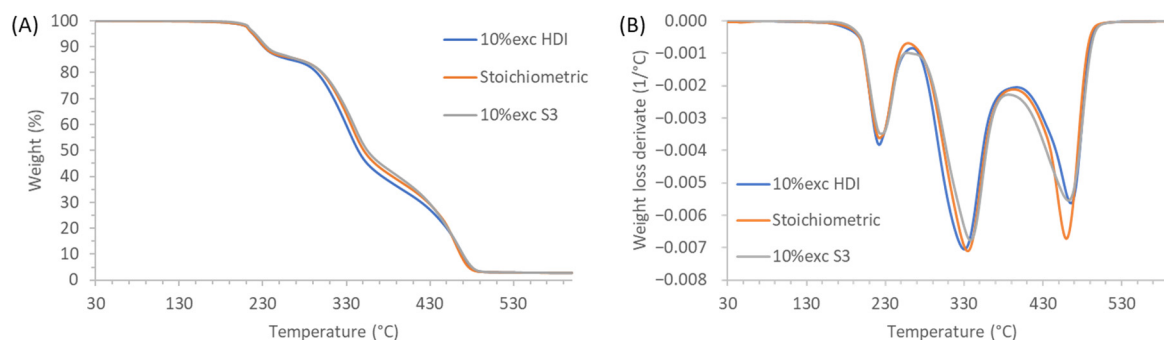 (A)
100
90
80
70
60
50
40
30
20
10
0
Weight (%)
10%exc HDI
Stoichiometric
10%exc S3
30 130 230 330 430 530
Temperature (°C)
(B)
0.000
−0.001
−0.002
−0.003
−0.004
−0.005
−0.006
−0.007
−0.008
Weight loss derivate (1/°C)
10%exc HDI
Stoichiometric
10%exc S3
30 130 230 330 430 530
Temperature (°C)